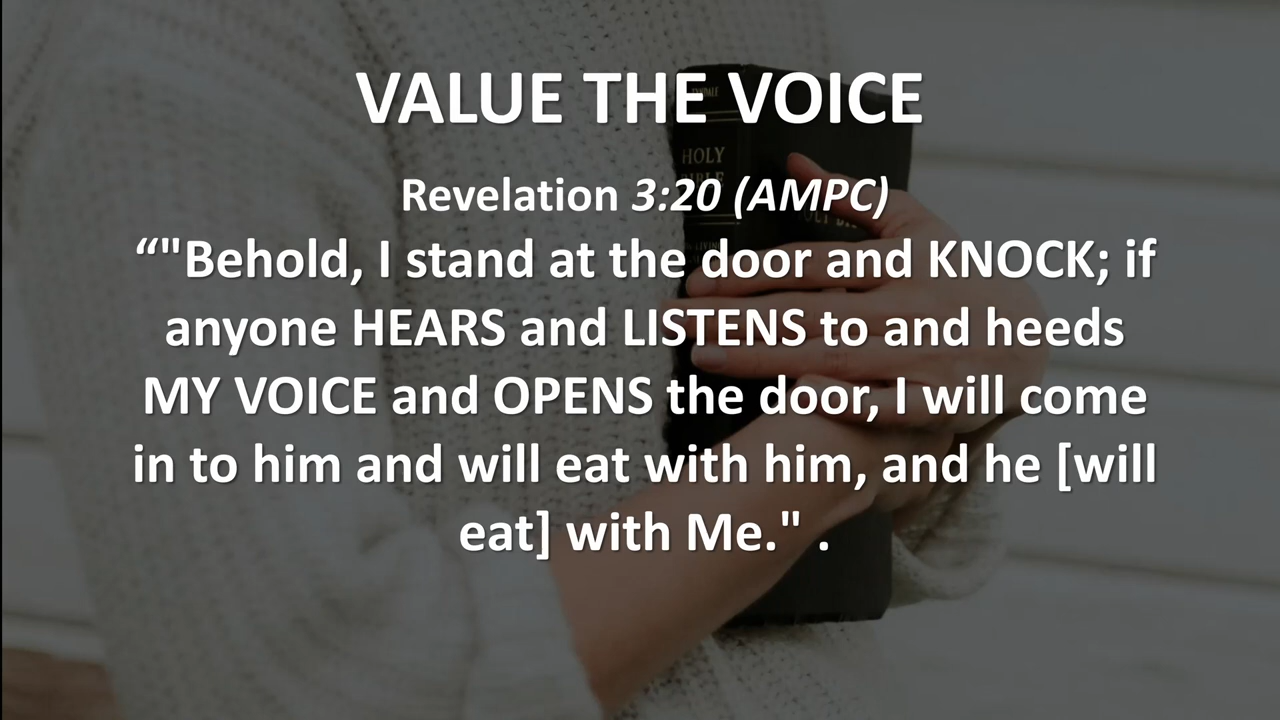 VALUE THE VOICE
Revelation 3:20 (AMPC)
“"Behold, I stand at the door and KNOCK; if
anyone HEARS and LISTENS to and heeds
MY VOICE and OPENS the door, I will come
in to him and will eat with him, and he [will
eat] with Me." .
HOLY
BIBLE